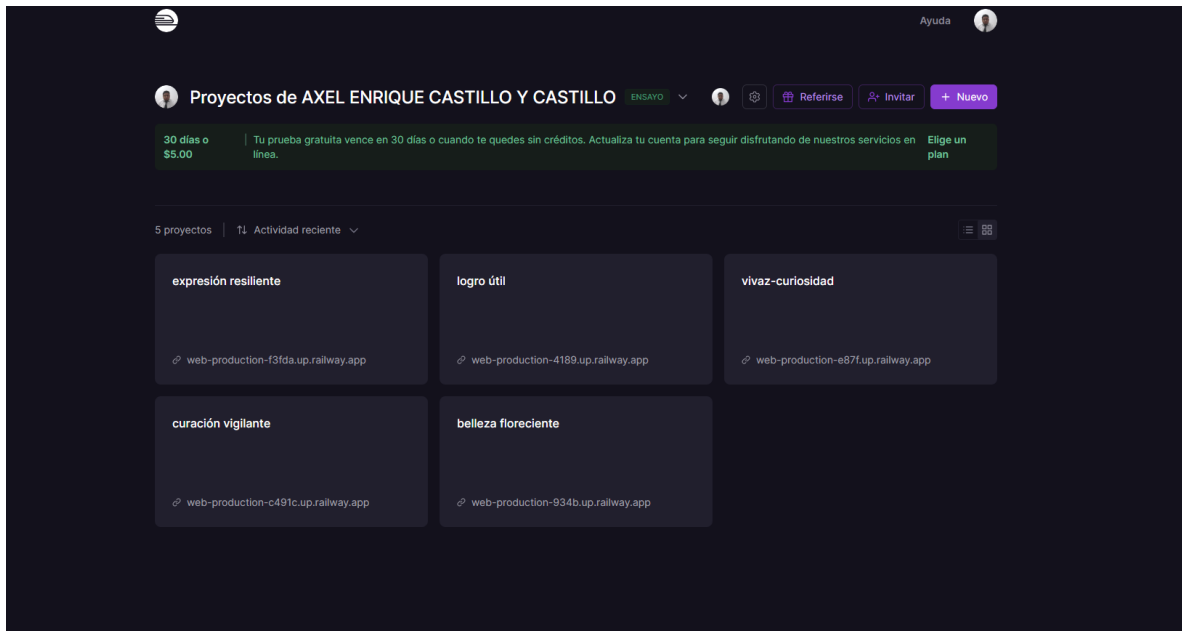 Ayuda
Proyectos de AXEL ENRIQUE CASTILLO Y CASTILLO ENSAYO Referirse Invitar + Nuevo
30 días o $5.00
Tu prueba gratuita vence en 30 días o cuando te quedes sin créditos. Actualiza tu cuenta para seguir disfrutando de nuestros servicios en
línea.
Elige un plan
5 proyectos Actividad reciente
expresión resiliente
web-production-f3fda.up.railway.app
logro útil
web-production-4189.up.railway.app
vivaz-curiosidad
web-production-e87f.up.railway.app
curación vigilante
web-production-c491c.up.railway.app
belleza floreciente
web-production-934b.up.railway.app